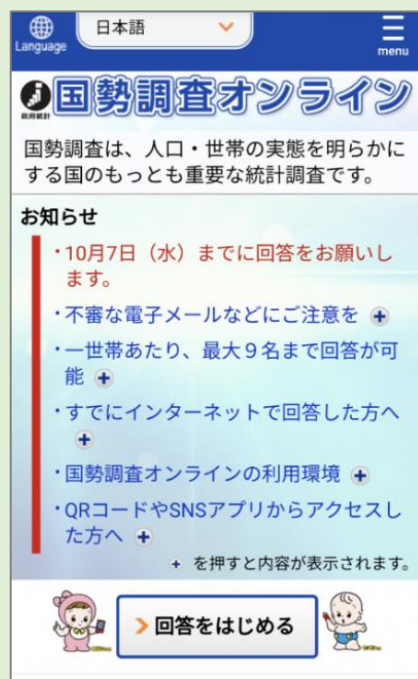 日本語
Language
menu
国勢調査オンライン
政府統計
国勢調査は、人口・世帯の実態を明らかに
する国のもっとも重要な統計調査です。
お知らせ
・10月7日（水）までに回答をお願いし
ます。
・不審な電子メールなどにご注意を
・一世帯あたり、最大９名まで回答が可
能
・すでにインターネットで回答した方へ
・国勢調査オンラインの利用環境
・QRコードやSNSアプリからアクセスし
た方へ
を押すと内容が表示されます。
回答をはじめる